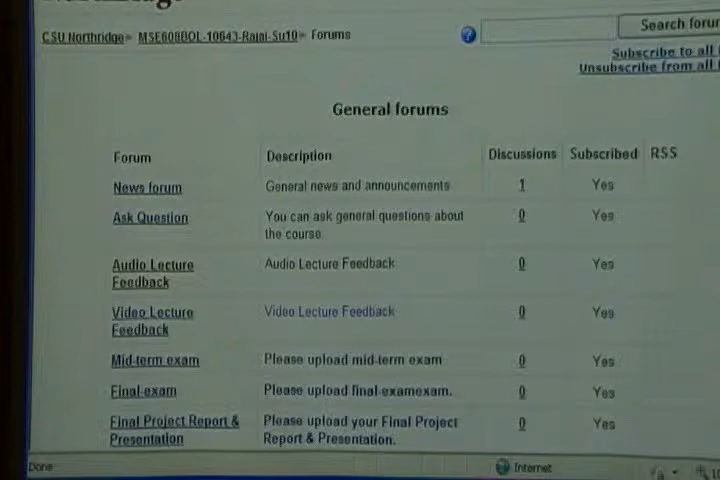 CSU Northridge▹ MSE608BOL-10643-Rajai-Su10▹ Forums
Search forum
Subscribe to all
Unsubscribe from all
General forums
Forum Description Discussions Subscribed RSS
News forum General news and announcements 1 Yes
Ask Question You can ask general questions about 0 Yes
the course.
Audio Lecture Audio Lecture Feedback 0 Yes
Feedback
Video Lecture Video Lecture Feedback 0 Yes
Feedback
Mid-term exam Please upload mid-term exam 0 Yes
Final exam Please upload final-examexam. 0 Yes
Final Project Report & Please upload your Final Project 0 Yes
Presentation Report & Presentation.
Done Internet